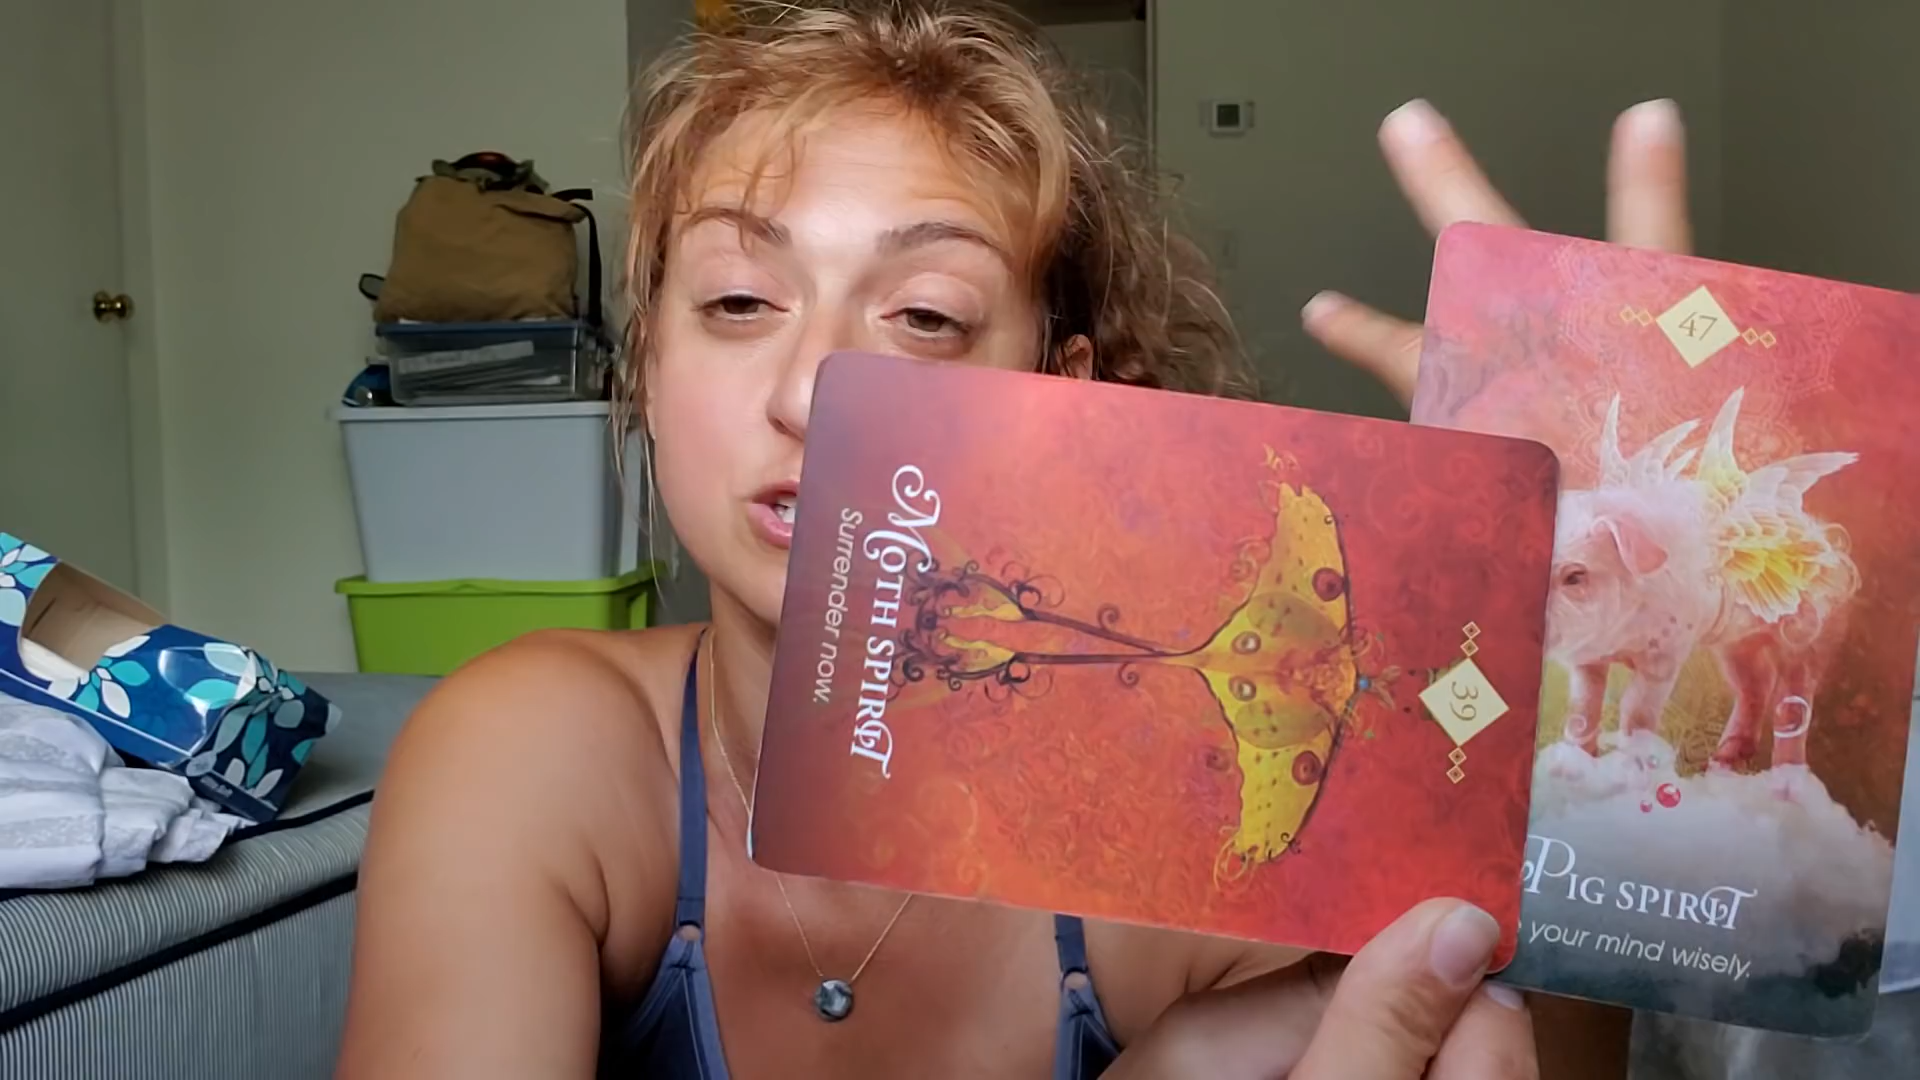 39
MOTH SPIRIT
Surrender now.
47
PIG SPIRIT
your mind wisely.